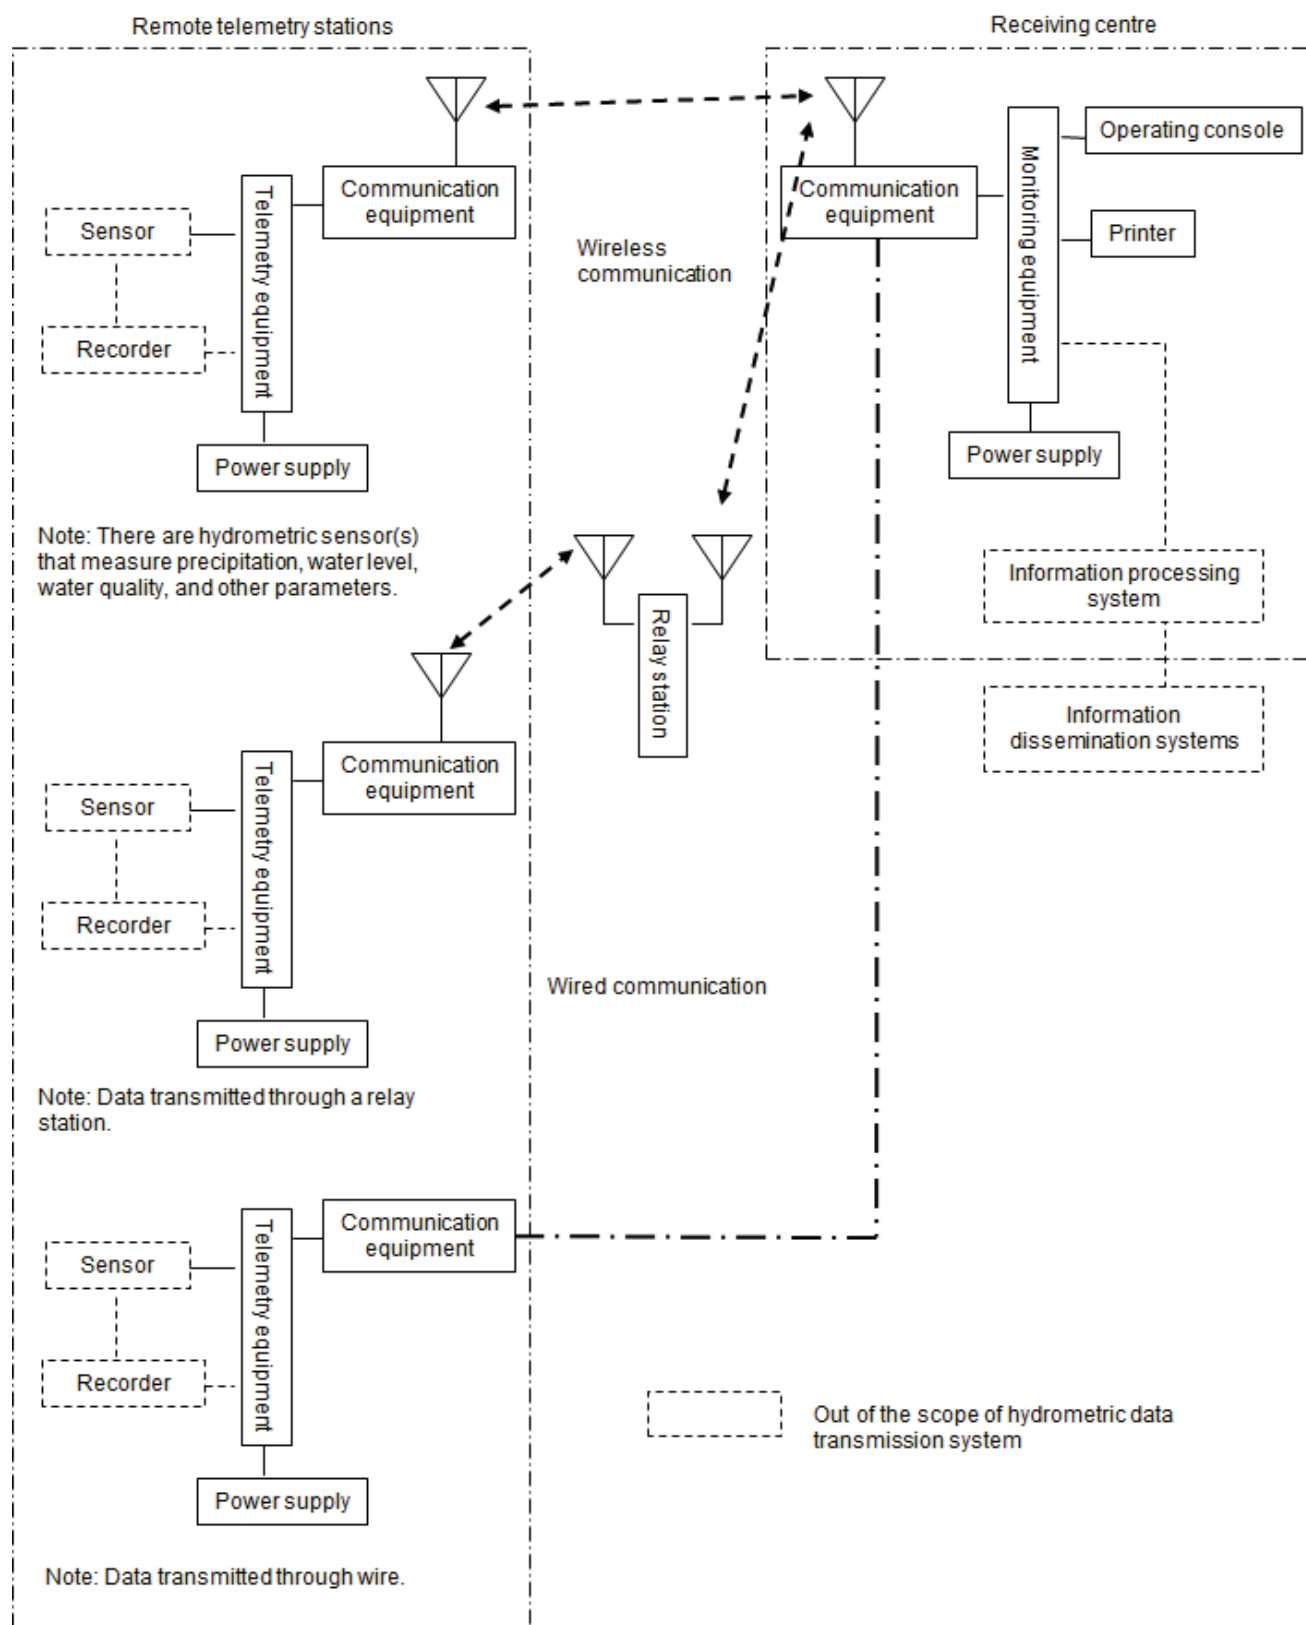 Remote telemetry stations
Receiving centre
Communication
equipment
Telemetry equipment
Sensor
Recorder
Power supply
Note: There are hydrometric sensor(s)
that measure precipitation, water level,
water quality, and other parameters.
Wireless
communication
Communication
equipment
Monitoring equipment
Operating console
Printer
Power supply
Information processing
system
Information
dissemination systems
Relay station
Communication
equipment
Telemetry equipment
Sensor
Recorder
Power supply
Note: Data transmitted through a relay
station.
Wired communication
Communication
equipment
Telemetry equipment
Sensor
Recorder
Power supply
Note: Data transmitted through wire.
Out of the scope of hydrometric data
transmission system